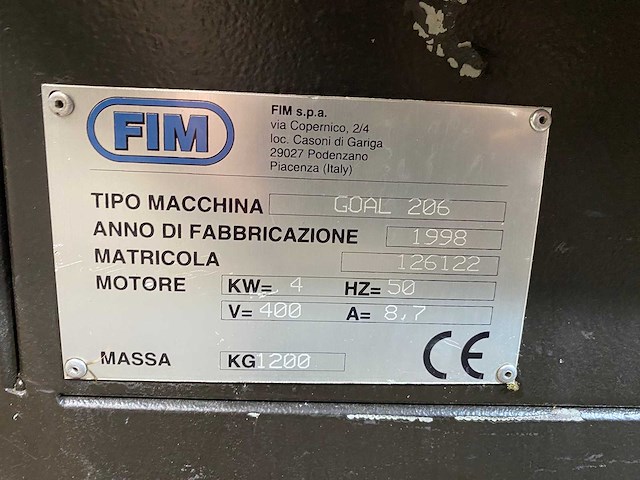 FIM
FIM s.p.a.
via Copernico, 2/4
loc. Casoni di Gariga
29027 Podenzano
Piacenza (Italy)
TIPO MACCHINA GOAL 206
ANNO DI FABBRICAZIONE 1998
MATRICOLA 126122
MOTORE KW= 4 HZ= 50
V= 400 A= 8,7
MASSA KG 1200 CE